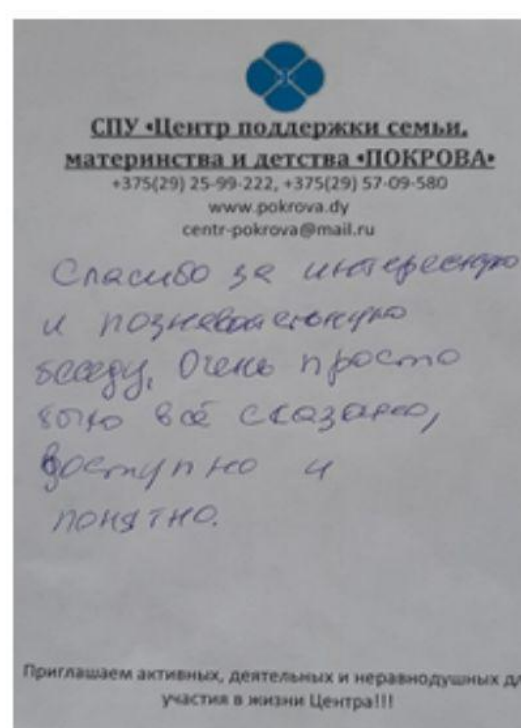 СПУ «Центр поддержки семьи,
материнства и детства «ПОКРОВА»
+375(29) 25-99-222, +375(29) 57-09-580
www.pokrova.dy
centr-pokrova@mail.ru
Спасибо за интересную
и познавательную
беседу, Очень просто
было всё сказано,
доступно и
понятно.
Приглашаем активных, деятельных и неравнодушных дл
участия в жизни Центра!!!